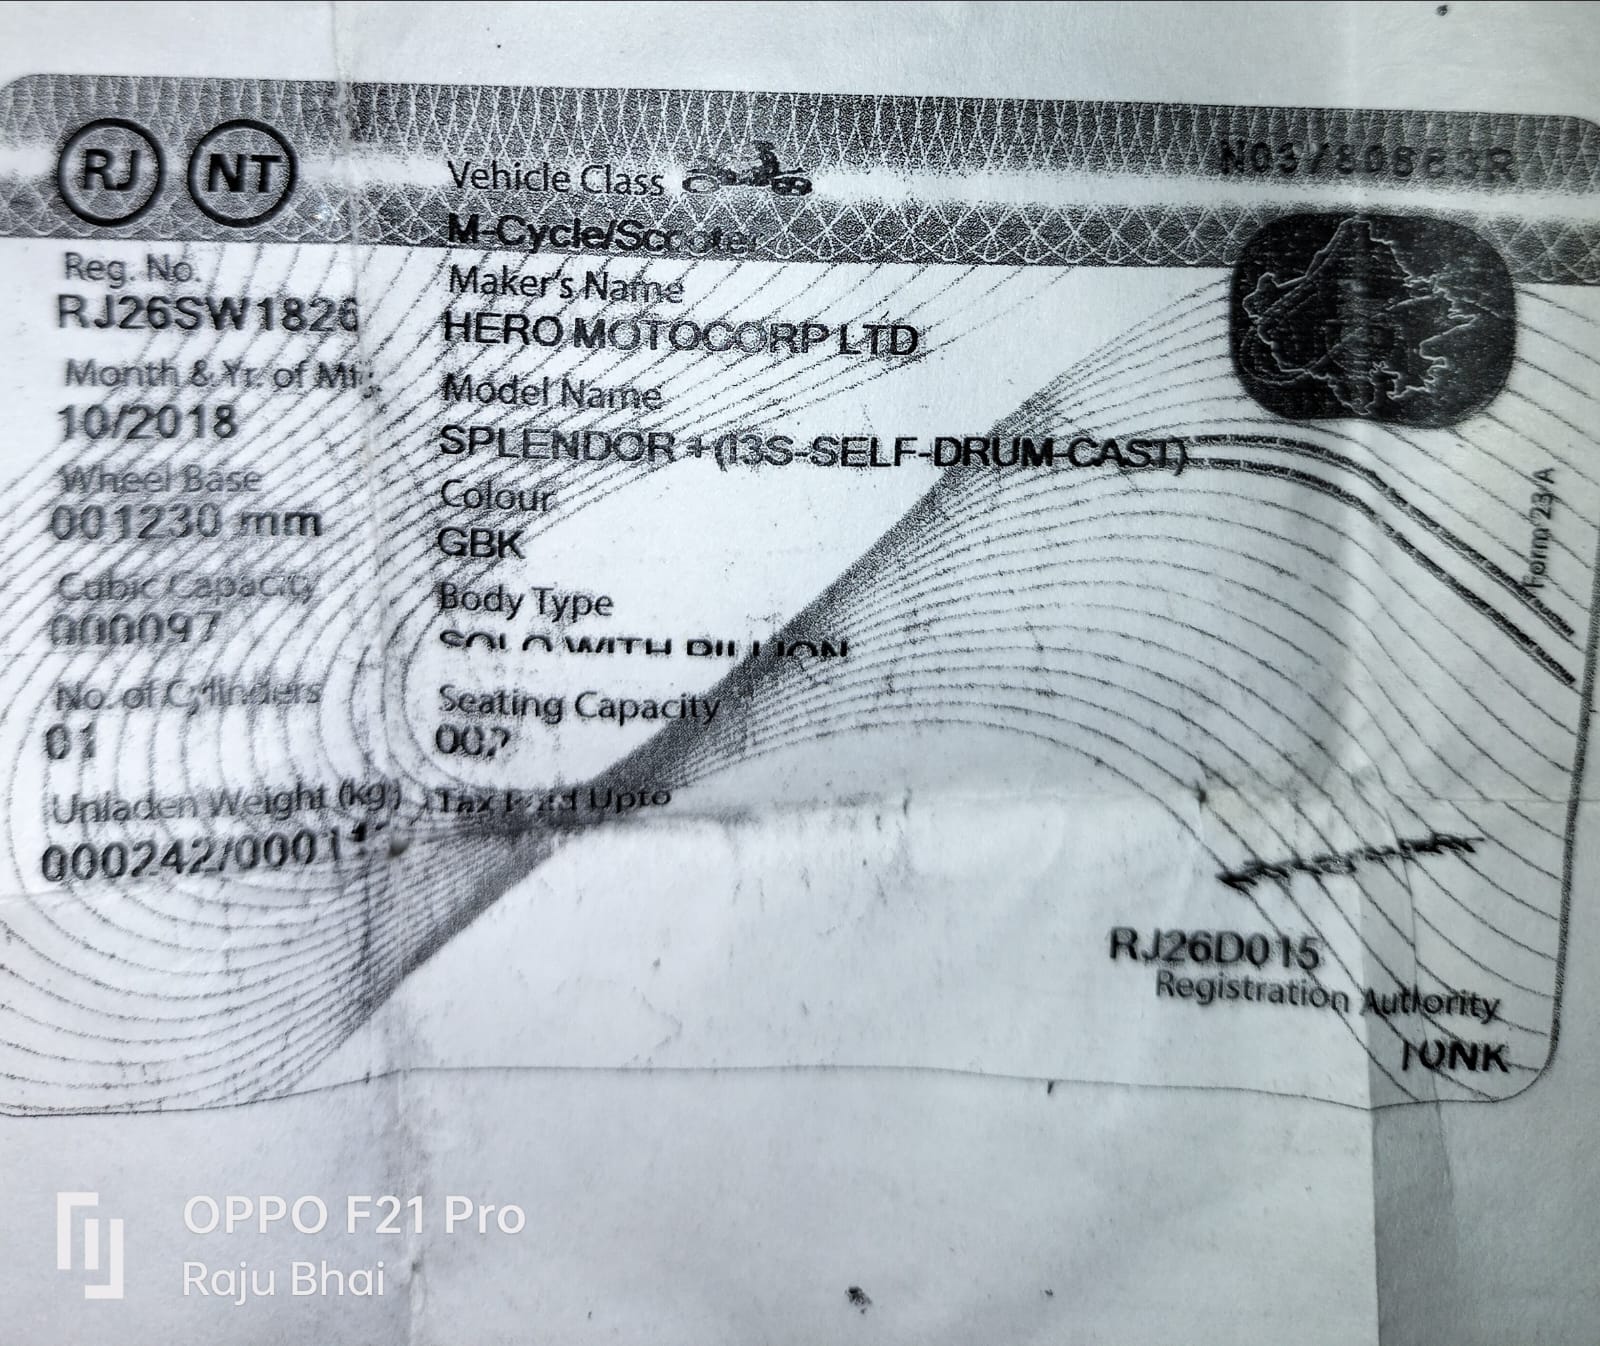 RJ NT
Vehicle Class
M-Cycle/Scooter
Reg. No.
RJ26SW1826
Maker's Name
HERO MOTOCORP LTD
Month & Yr. of Mfg.
10/2018
Model Name
SPLENDOR+(I3S-SELF-DRUM-CAST)
Wheel Base
001230 mm
Colour
GBK
Cubic Capacity
000097
Body Type
SOLO WITH PILLION
No. of Cylinders
01
Seating Capacity
002
Unladen Weight (kg)
000242/0001
Tax Paid Upto
Form 23 A
RJ26D015
Registration Authority
TONK
OPPO F21 Pro
Raju Bhai